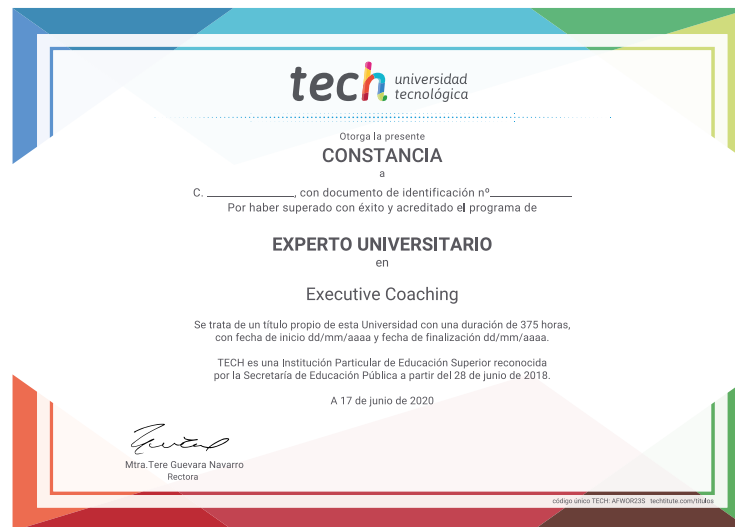 tech universidad
tecnológica
Otorga la presente
CONSTANCIA
a
C. ________________, con documento de identificación nº______________
Por haber superado con éxito y acreditado el programa de
EXPERTO UNIVERSITARIO
en
Executive Coaching
Se trata de un título propio de esta Universidad con una duración de 375 horas,
con fecha de inicio dd/mm/aaaa y fecha de finalización dd/mm/aaaa.
TECH es una Institución Particular de Educación Superior reconocida
por la Secretaría de Educación Pública a partir del 28 de junio de 2018.
A 17 de junio de 2020
Mtra.Tere Guevara Navarro
Rectora
código único TECH: AFWOR23S techtitute.com/titulos